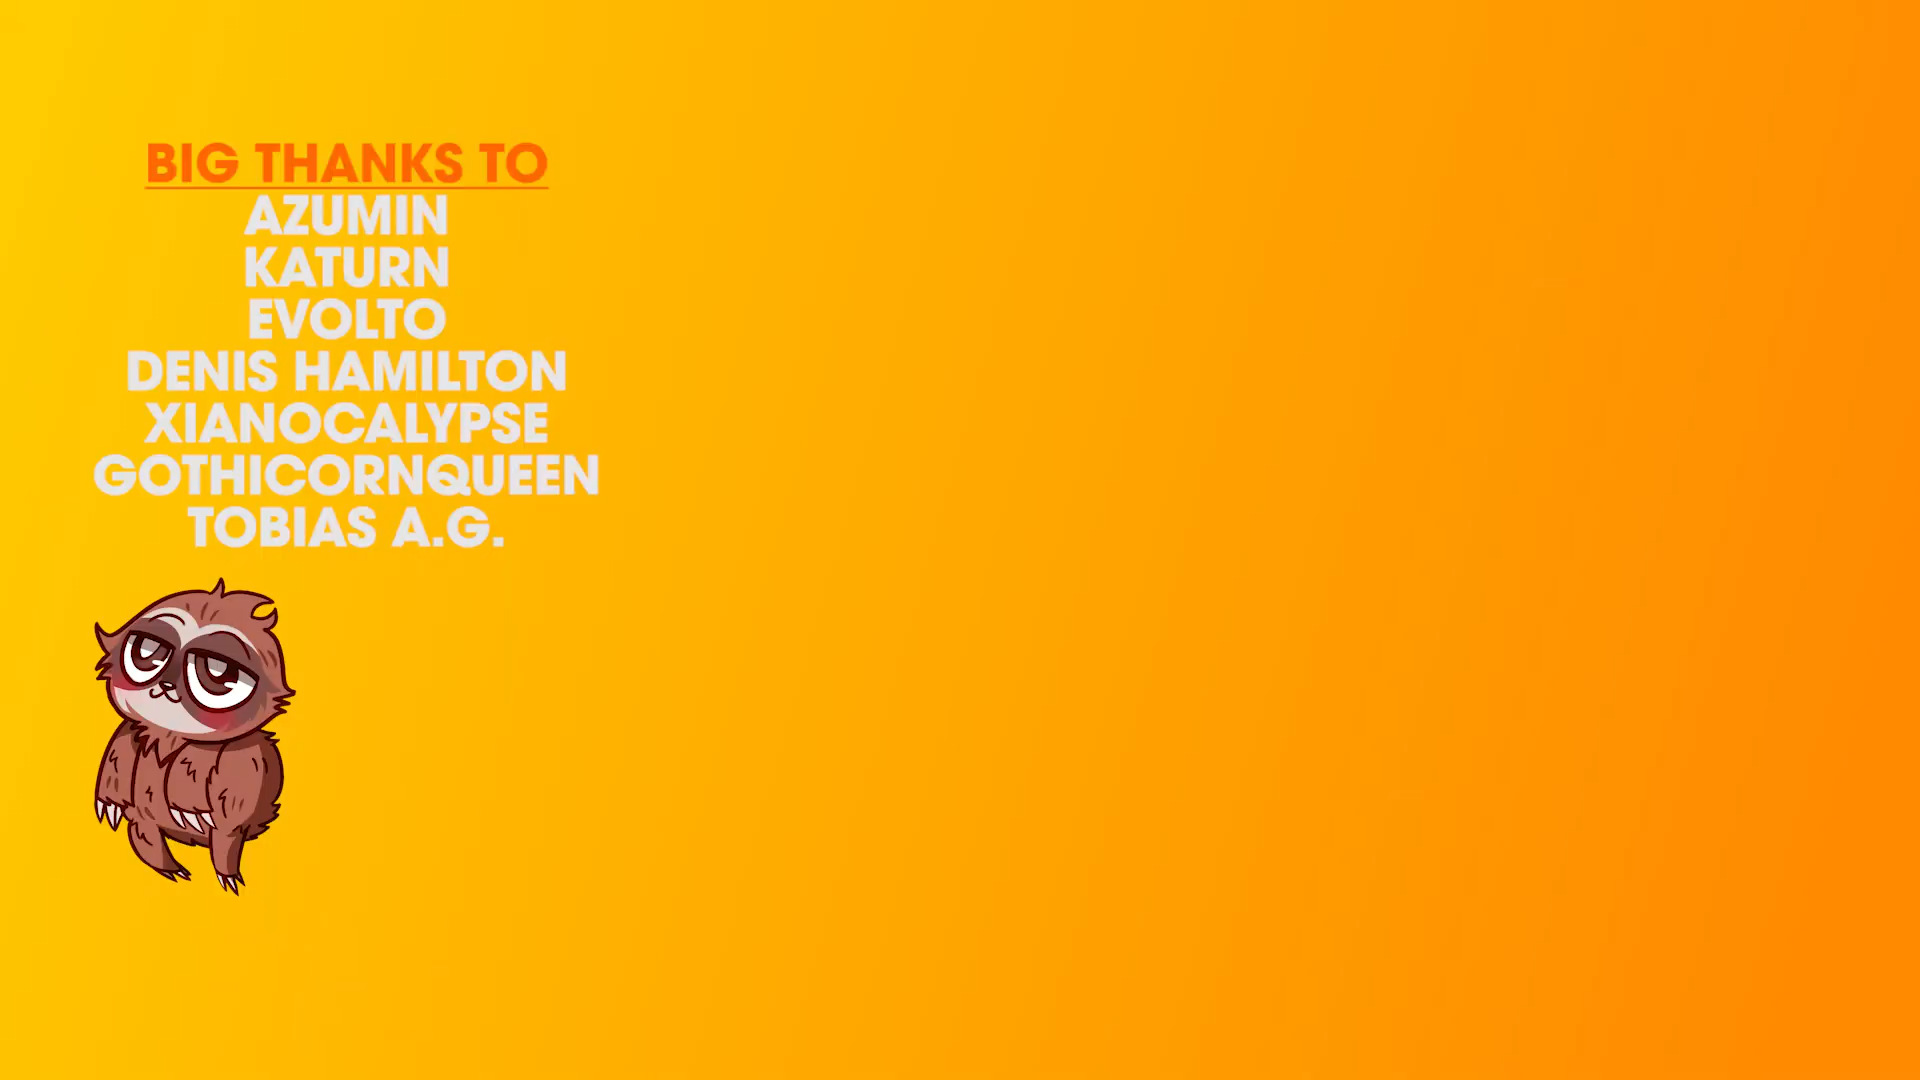 BIG THANKS TO
AZUMIN
KATURN
EVOLTO
DENIS HAMILTON
XIANOCALYPSE
GOTHICORNQUEEN
TOBIAS A.G.